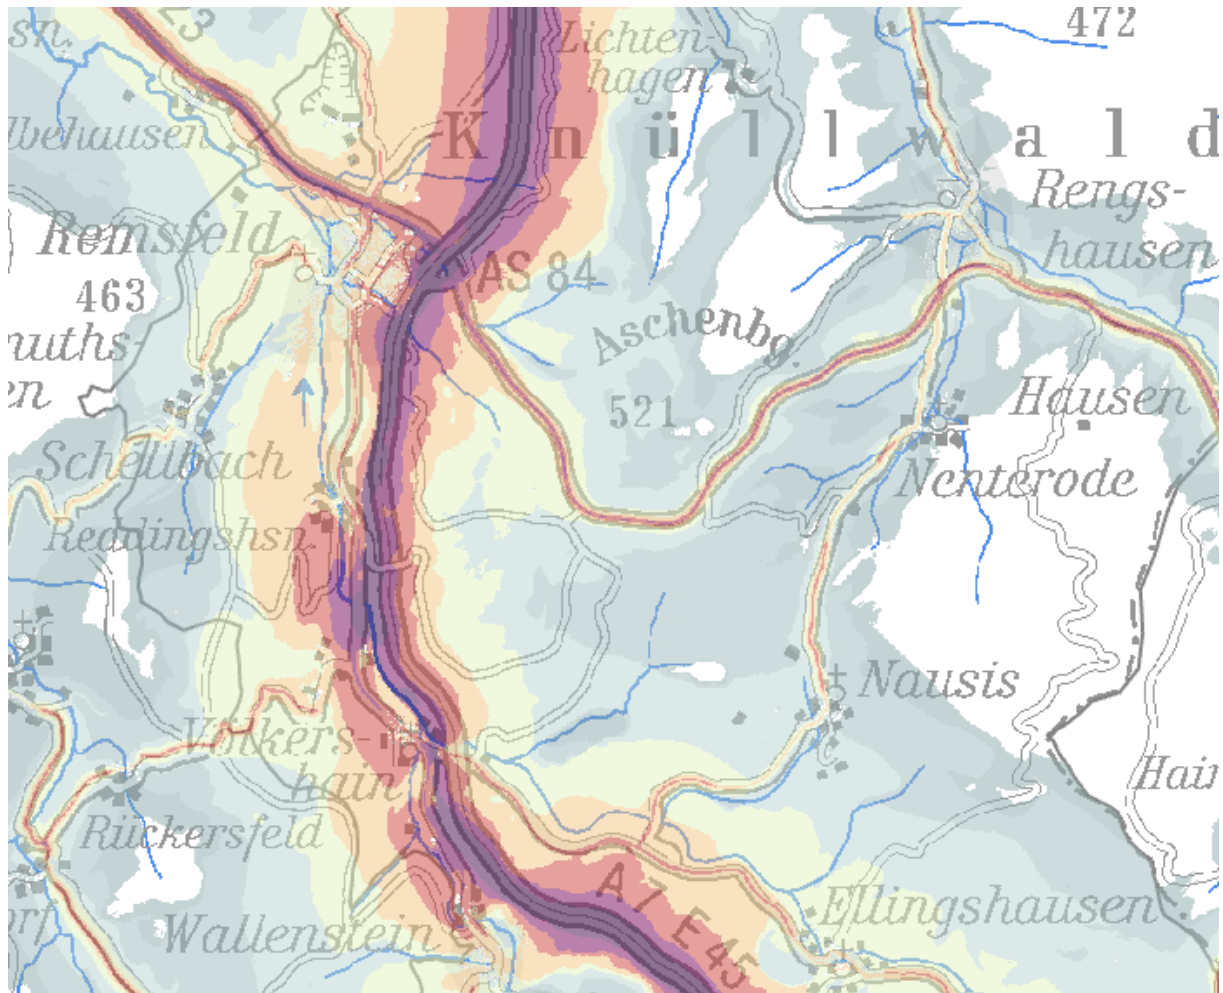 472
Lichten-
hagen
K n ü l l w a l d
Rengs-
hausen
Remsfeld
463
AS 84
Aschenbg.
521
Hausen
Schellbach
Nenterode
Reddingshsn.
Nausis
Völkers-
hain
Hain
Rückersfeld
A 7 E 45
Ellingshausen
Wallenstein